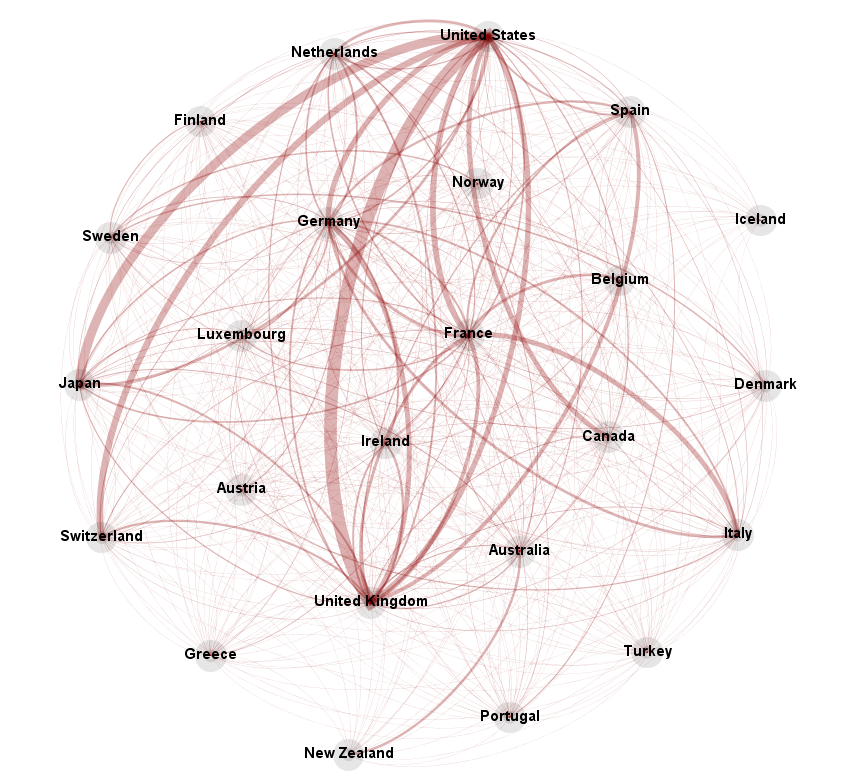 United States
Netherlands
Spain
Finland
Norway
Iceland
Germany
Sweden
Belgium
Luxembourg
France
Japan
Denmark
Ireland
Canada
Austria
Switzerland
Italy
Australia
United Kingdom
Greece
Turkey
Portugal
New Zealand